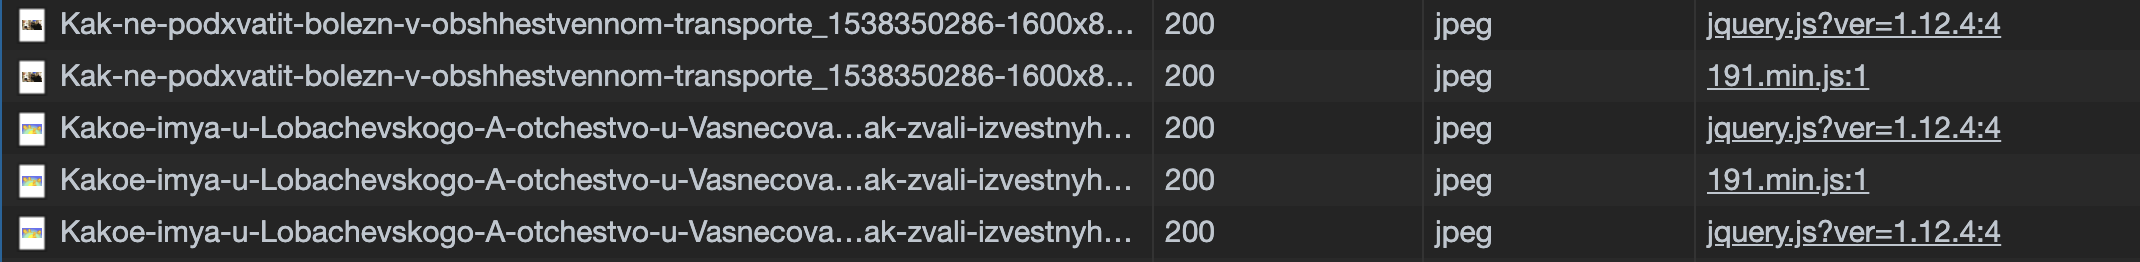 Kak-ne-podxvatit-bolezn-v-obshhestvennom-transporte_1538350286-1600x8… 200 jpeg jquery.js?ver=1.12.4:4
Kak-ne-podxvatit-bolezn-v-obshhestvennom-transporte_1538350286-1600x8… 200 jpeg 191.min.js:1
Kakoe-imya-u-Lobachevskogo-A-otchestvo-u-Vasnecova…ak-zvali-izvestnyh… 200 jpeg jquery.js?ver=1.12.4:4
Kakoe-imya-u-Lobachevskogo-A-otchestvo-u-Vasnecova…ak-zvali-izvestnyh… 200 jpeg 191.min.js:1
Kakoe-imya-u-Lobachevskogo-A-otchestvo-u-Vasnecova…ak-zvali-izvestnyh… 200 jpeg jquery.js?ver=1.12.4:4